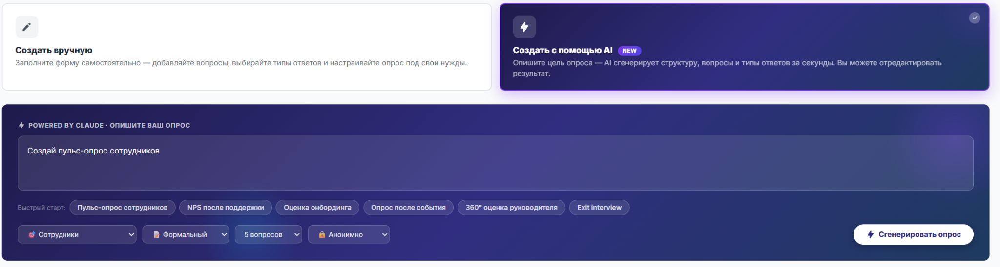 Создать вручную
Заполните форму самостоятельно — добавляйте вопросы, выбирайте типы ответов и настраивайте опрос под свои нужды.
Создать с помощью AI NEW
Опишите цель опроса — AI сгенерирует структуру, вопросы и типы ответов за секунды. Вы можете отредактировать
результат.
POWERED BY CLAUDE · ОПИШИТЕ ВАШ ОПРОС
Создай пульс-опрос сотрудников
Быстрый старт: Пульс-опрос сотрудников NPS после поддержки Оценка онбординга Опрос после события 360° оценка руководителя Exit interview
Сотрудники Формальный 5 вопросов Анонимно Сгенерировать опрос